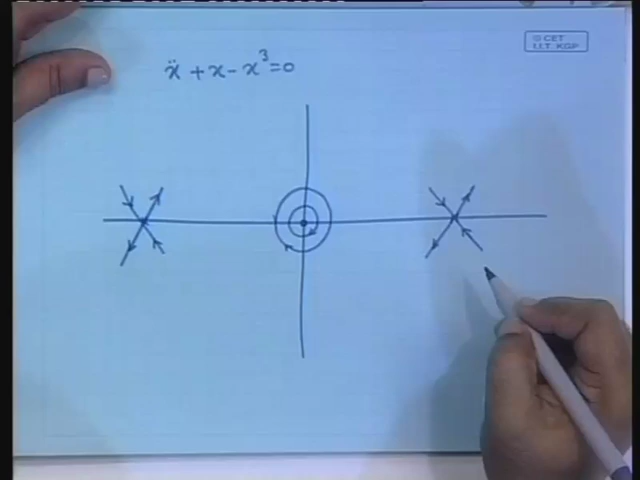 © CET
I.I.T. KGP
ẍ + x - x³ = 0